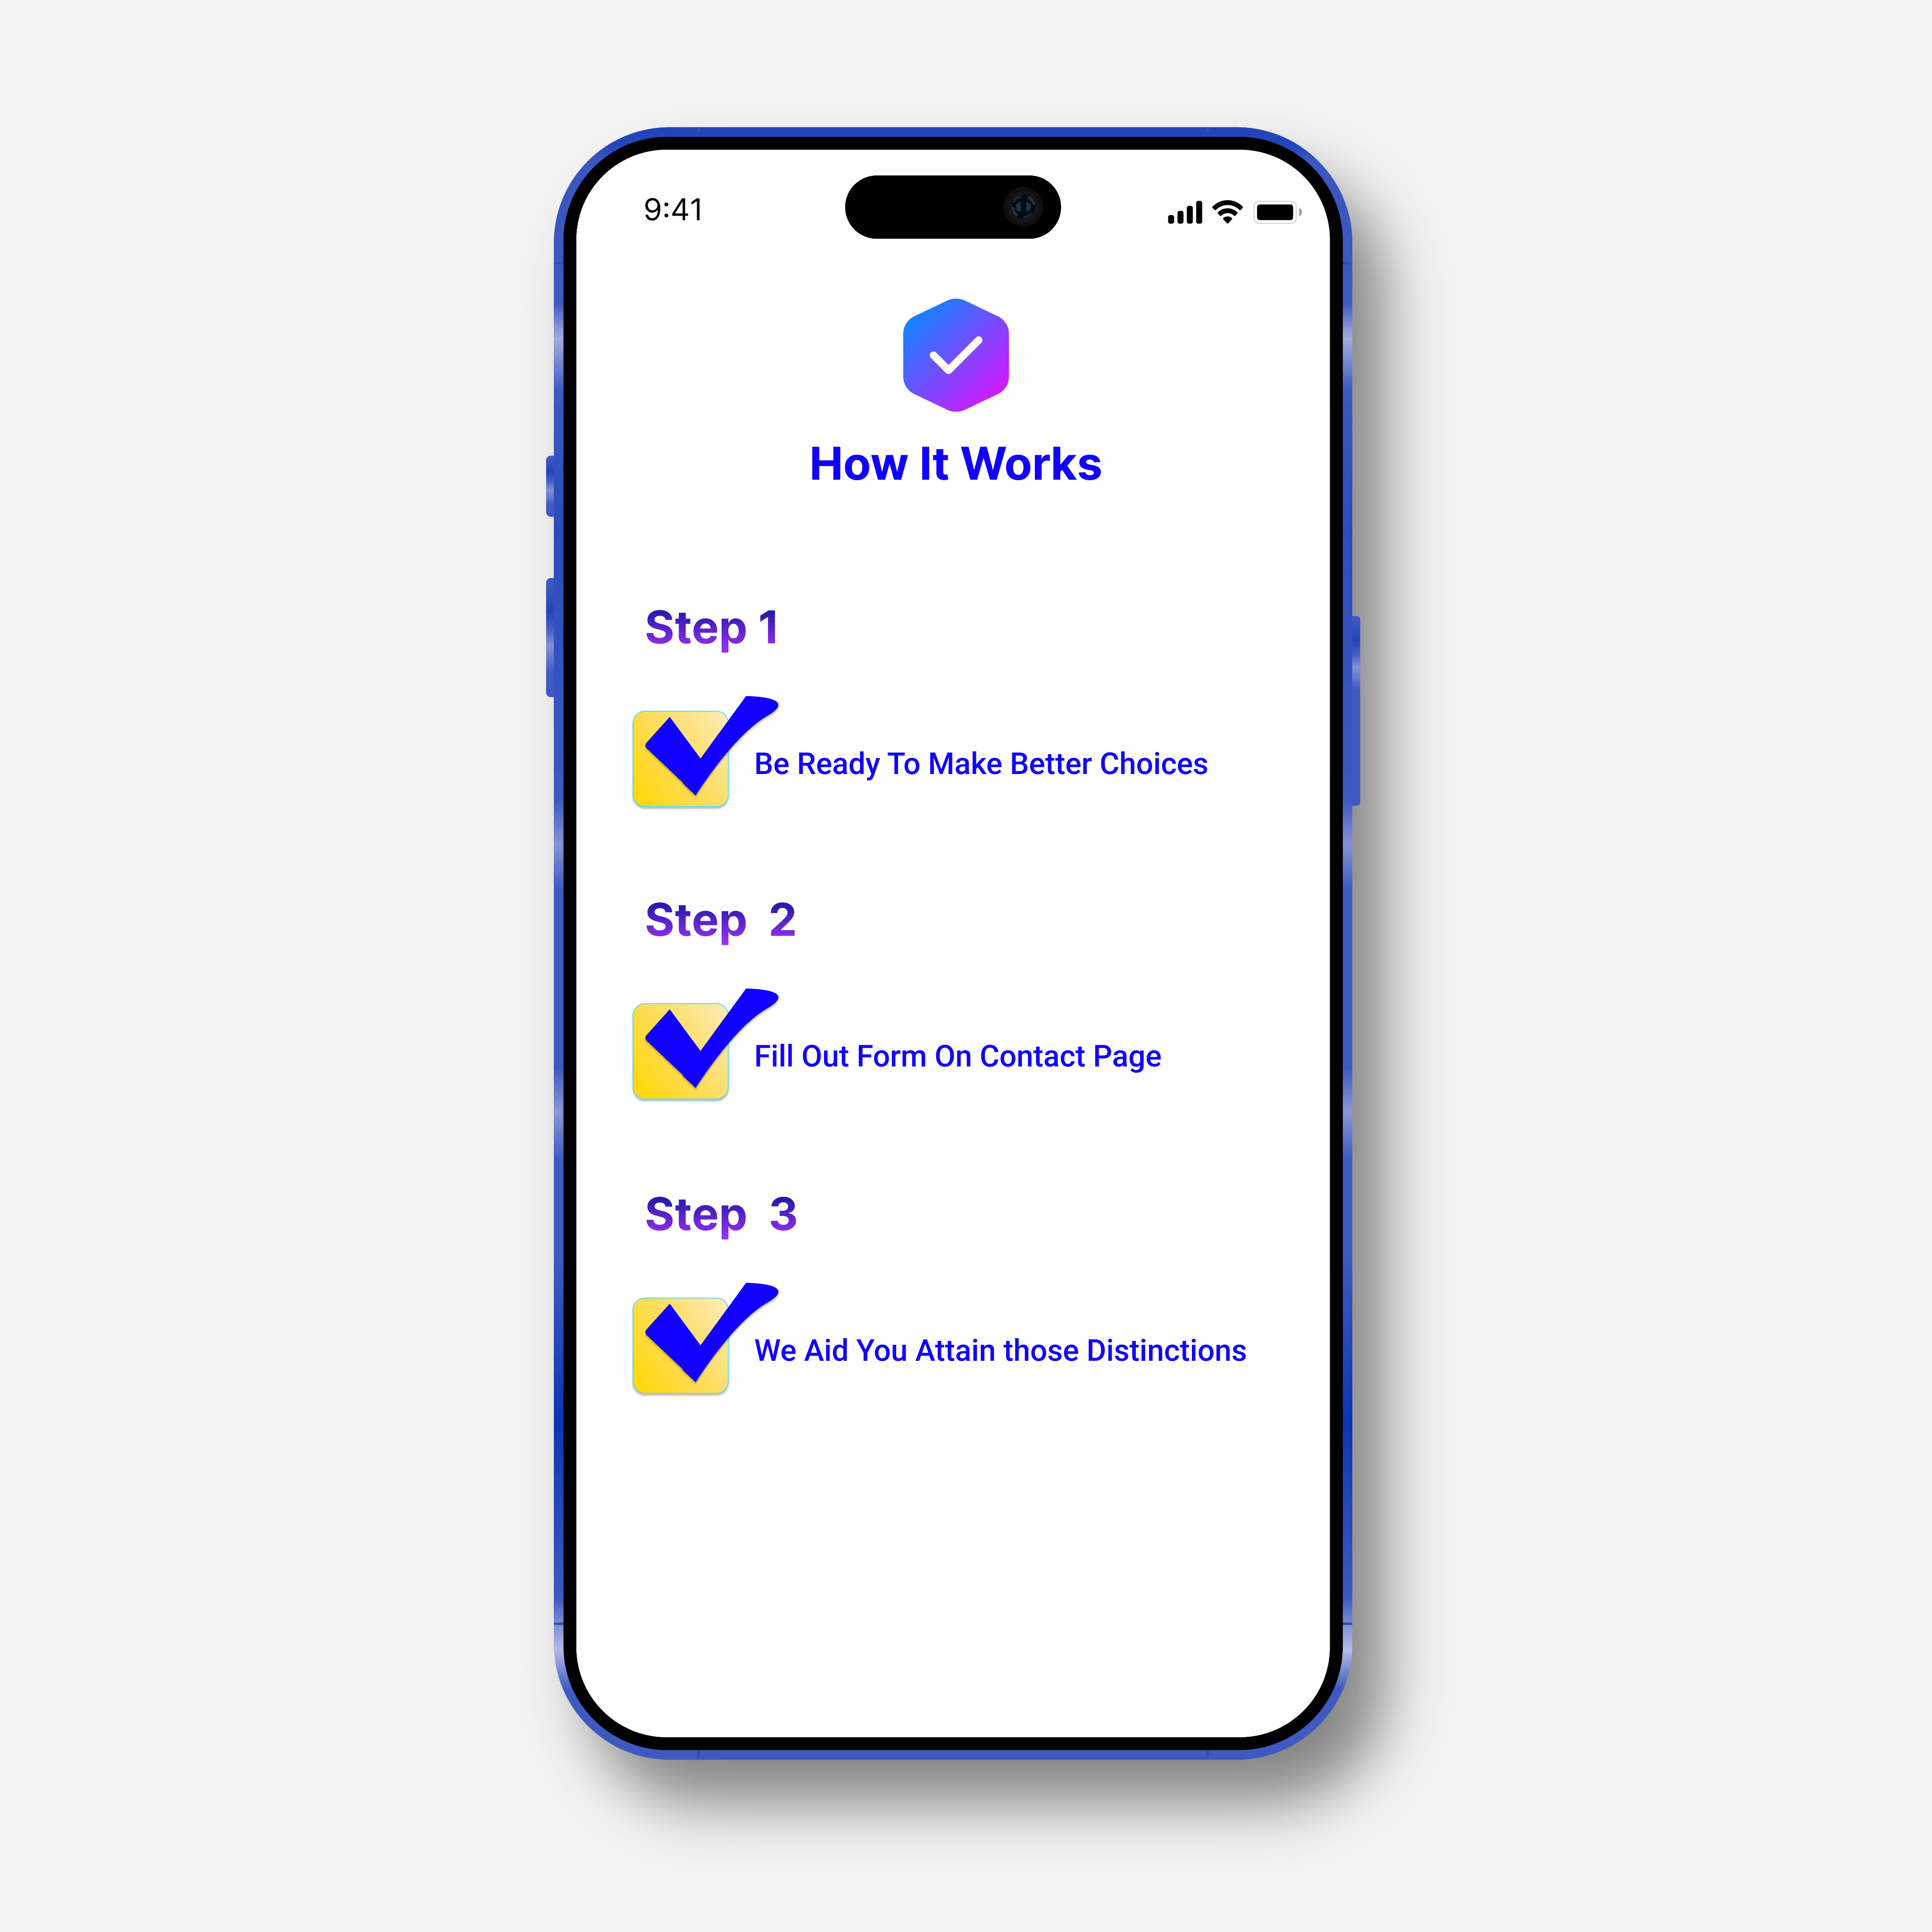 9:41
How It Works
Step 1
Be Ready To Make Better Choices
Step 2
Fill Out Form On Contact Page
Step 3
We Aid You Attain those Distinctions